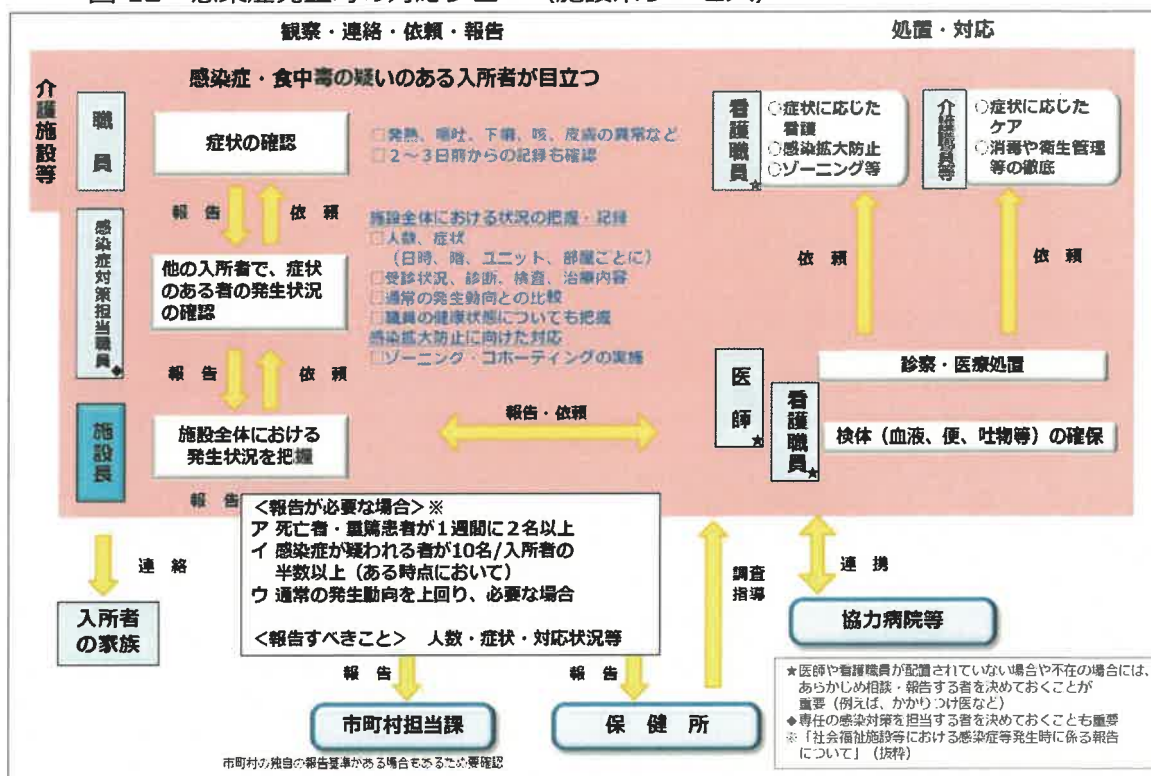 観察・連絡・依頼・報告
処置・対応
介護施設等
感染症・食中毒の疑いのある入所者が目立つ
職員
症状の確認
□発熱、嘔吐、下痢、咳、皮膚の異常など
□２～３日前からの記録も確認
報告
依頼
感染症対策担当職員◆
他の入所者で、症状
のある者の発生状況
の確認
施設全体における状況の把握・記録
□人数、症状
（日時、階、ユニット、部屋ごとに）
□受診状況、診断、検査、治療内容
□通常の発生動向との比較
□職員の健康状態についても把握
感染拡大防止に向けた対応
□ゾーニング・コホーティングの実施
報告
依頼
施設長
施設全体における
発生状況を把握
報告・依頼
看護職員★
○症状に応じた
看護
○感染拡大防止
○ゾーニング等
介護職員等
○症状に応じた
ケア
○消毒や衛生管理
等の徹底
依頼
依頼
医師★
看護職員★
診察・医療処置
検体（血液、便、吐物等）の確保
報告
＜報告が必要な場合＞※
ア 死亡者・重篤患者が１週間に２名以上
イ 感染症が疑われる者が10名/入所者の
半数以上（ある時点において）
ウ 通常の発生動向を上回り、必要な場合
＜報告すべきこと＞　人数・症状・対応状況等
連絡
入所者
の家族
調査
指導
連携
協力病院等
報告
報告
市町村担当課
保健所
市町村の独自の報告基準がある場合もあるため要確認
★医師や看護職員が配置されていない場合や不在の場合には、
あらかじめ相談・報告する者を決めておくことが
重要（例えば、かかりつけ医など）
◆専任の感染対策を担当する者を決めておくことも重要
※「社会福祉施設等における感染症等発生時に係る報告
について」（抜粋）